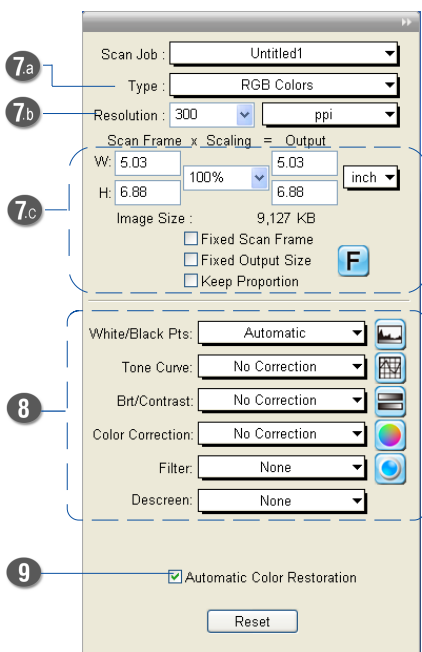 Scan Job : Untitled1
7.a
Type : RGB Colors
7.b
Resolution : 300 ppi
Scan Frame x Scaling = Output
W: 5.03 100% 5.03 inch
H: 6.88 6.88
7.c
Image Size : 9,127 KB
Fixed Scan Frame
Fixed Output Size
F
Keep Proportion
White/Black Pts: Automatic
Tone Curve: No Correction
8
Brt/Contrast: No Correction
Color Correction: No Correction
Filter: None
Descreen: None
9
Automatic Color Restoration
Reset